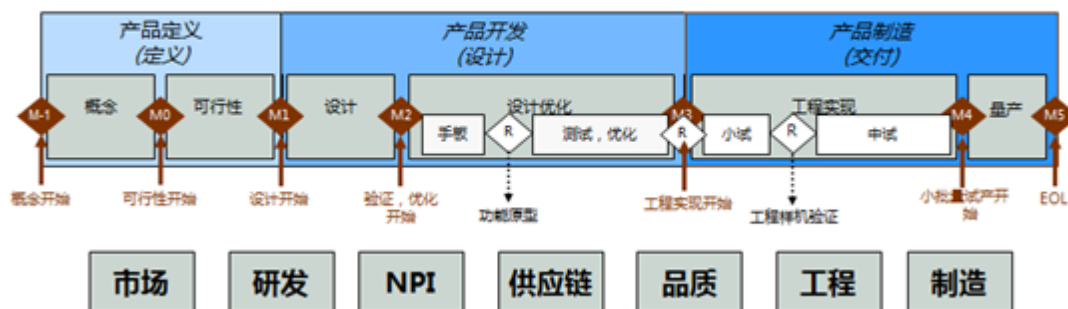 产品定义
(定义)
产品开发
(设计)
产品制造
(交付)
概念
可行性
设计
设计优化
工程实现
量产
M-1
M0
M1
M2
M3
M4
M5
手板
R
测试，优化
R
小试
R
中试
概念开始
可行性开始
设计开始
验证，优化
开始
功能原型
工程实现开始
工程样机验证
小批量试产开
始
EOL
市场
研发
NPI
供应链
品质
工程
制造